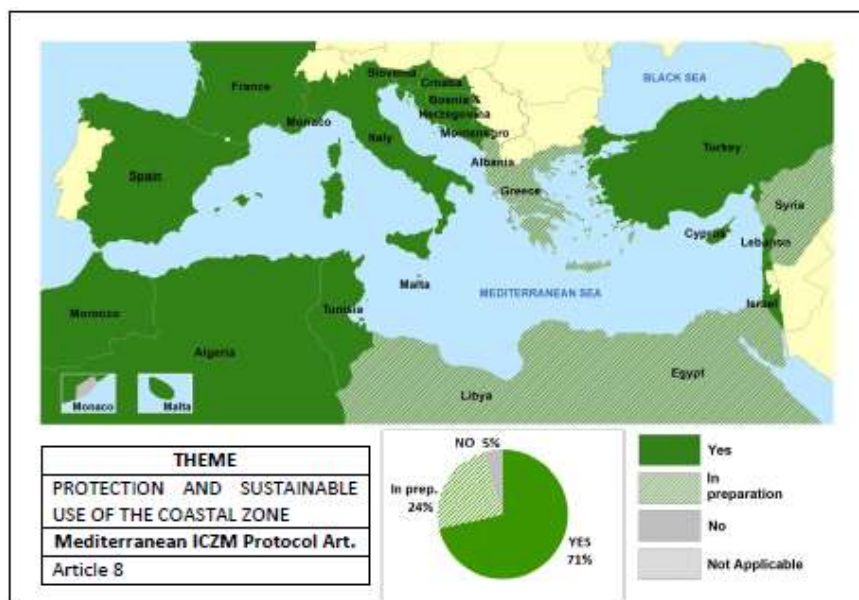 BLACK SEA
Slovenia
Croatia
France
Bosnia &
Herzegovina
Monaco
Italy
Montenegro
Turkey
Albania
Spain
Greece
Syria
Cyprus
Lebanon
Malta
MEDITERRANEAN SEA
Israel
Morocco
Tunisia
Algeria
Egypt
Libya
Monaco
Malta
THEME
PROTECTION AND SUSTAINABLE
USE OF THE COASTAL ZONE
Mediterranean ICZM Protocol Art.
Article 8
NO 5%
In prep.
24%
YES
71%
Yes
In
preparation
No
Not Applicable